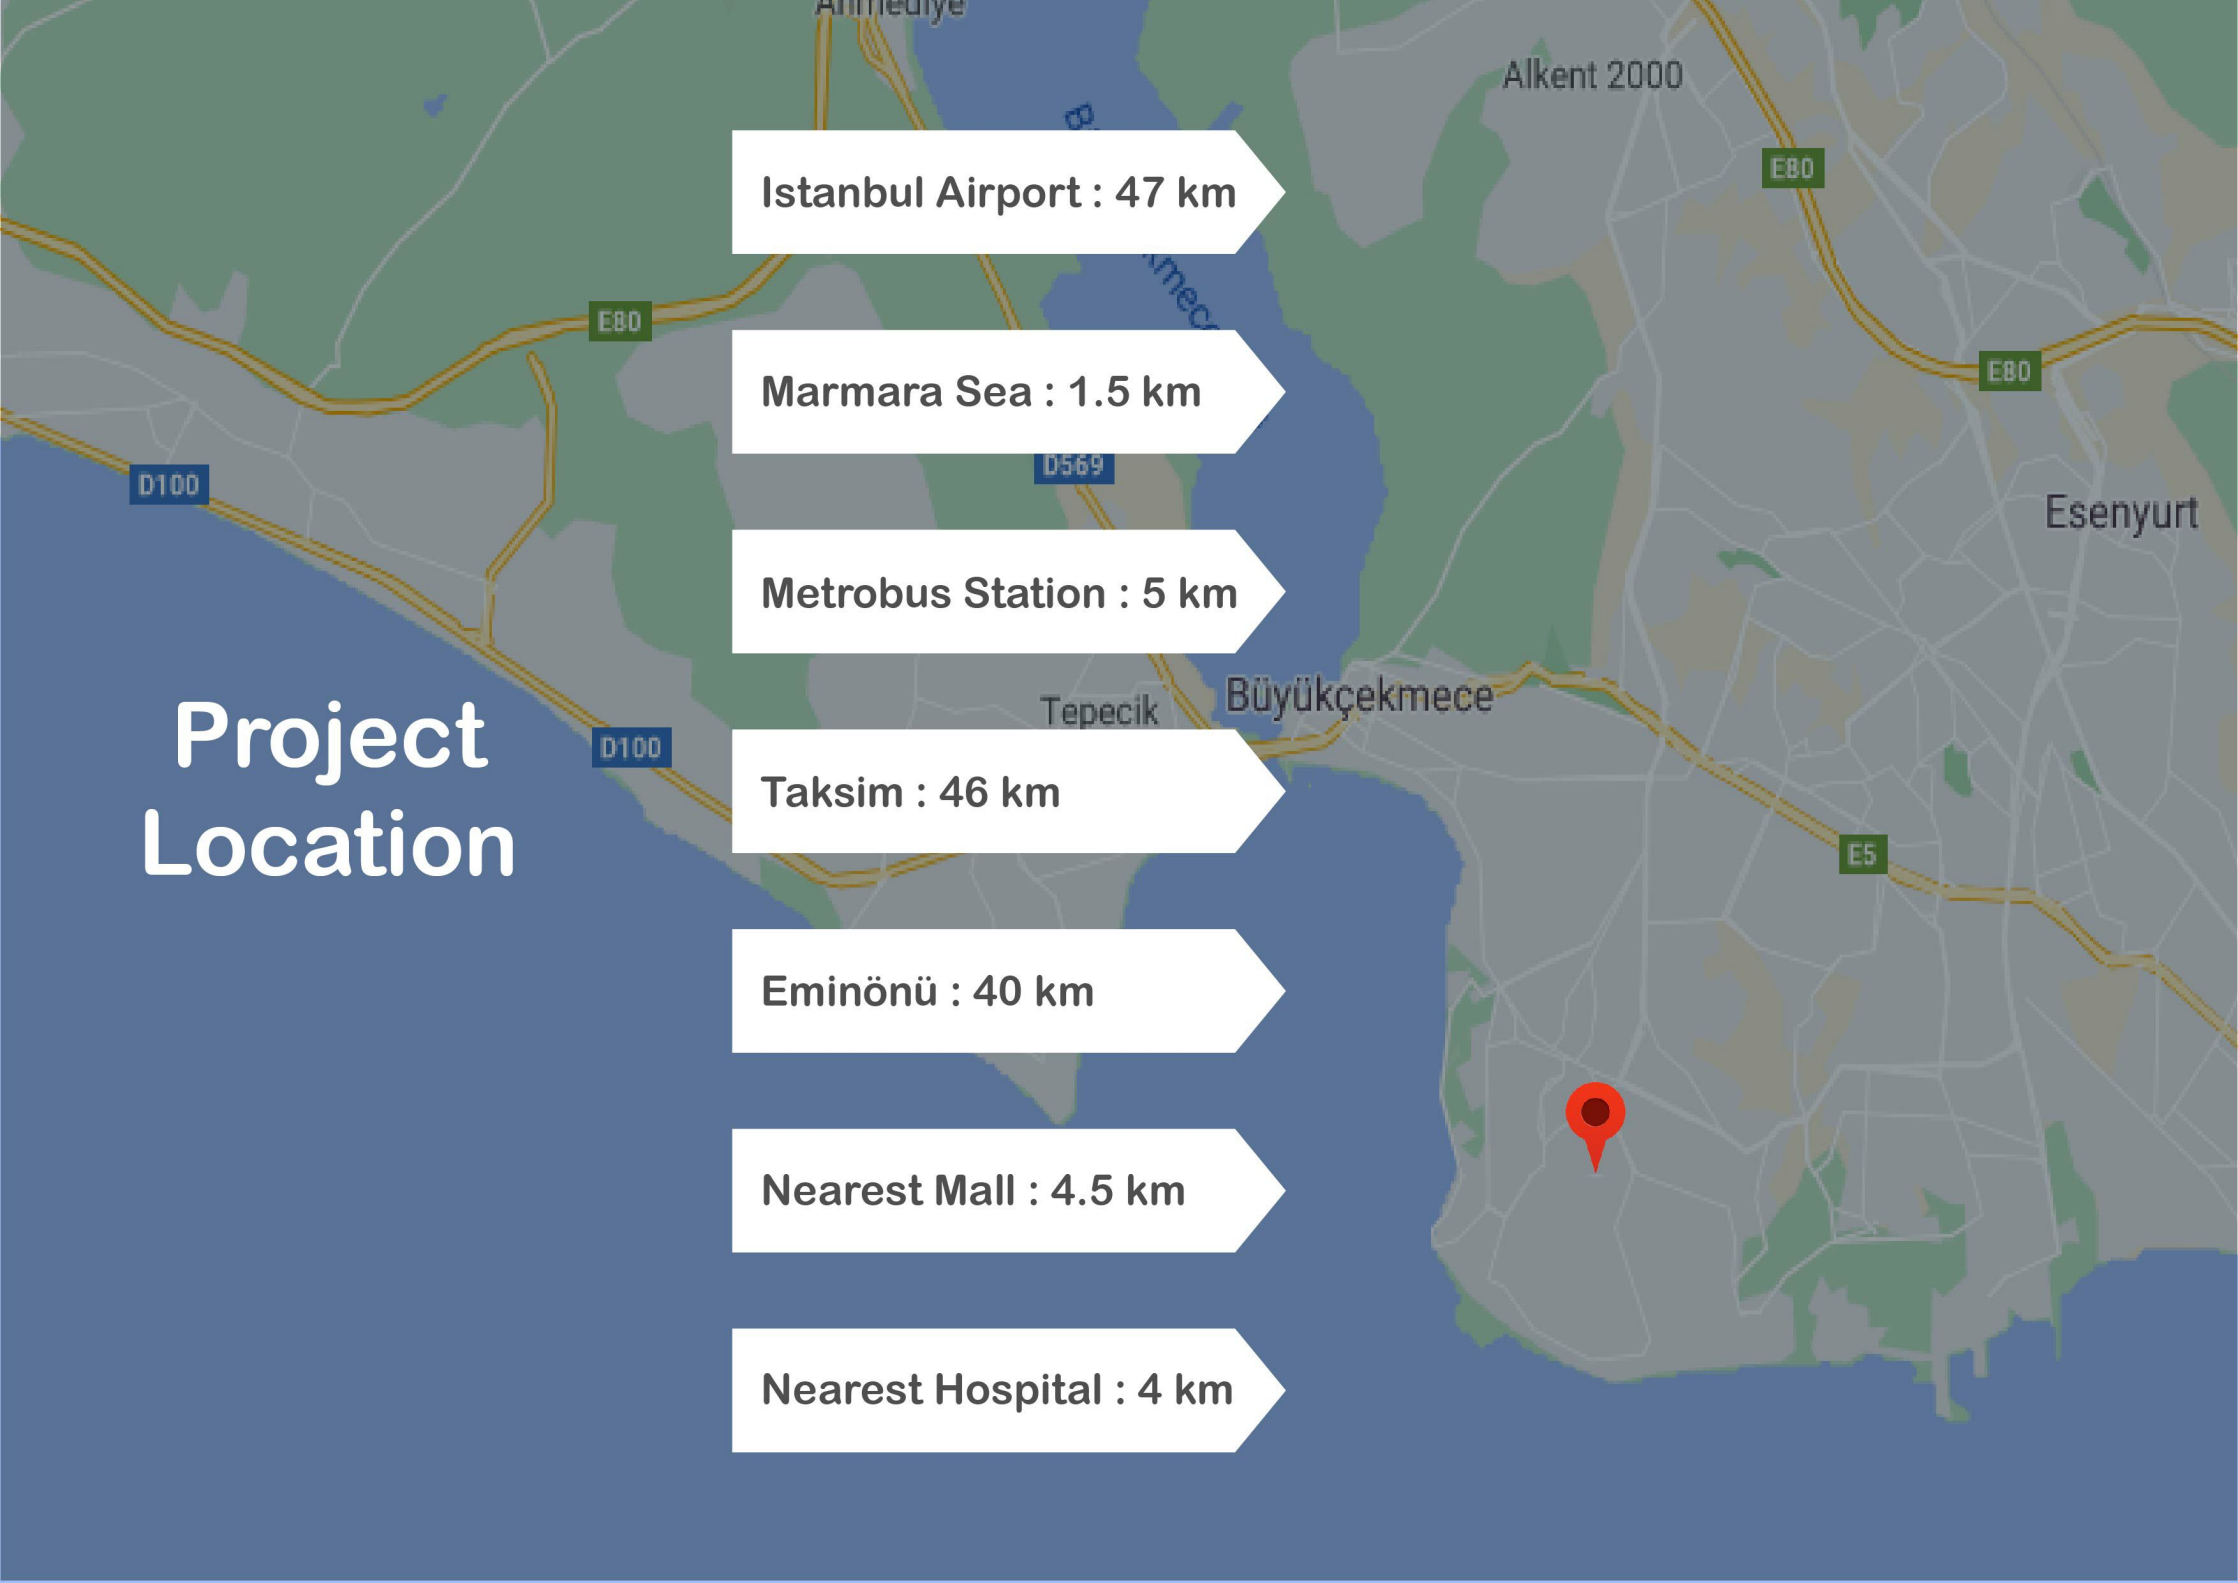 Ahmediye
Alkent 2000
E80
Istanbul Airport : 47 km
E80
E80
Marmara Sea : 1.5 km
D569
D100
Esenyurt
Metrobus Station : 5 km
Büyükçekmece
Tepecik
Project
Location
D100
Taksim : 46 km
E5
Eminönü : 40 km
Nearest Mall : 4.5 km
Nearest Hospital : 4 km